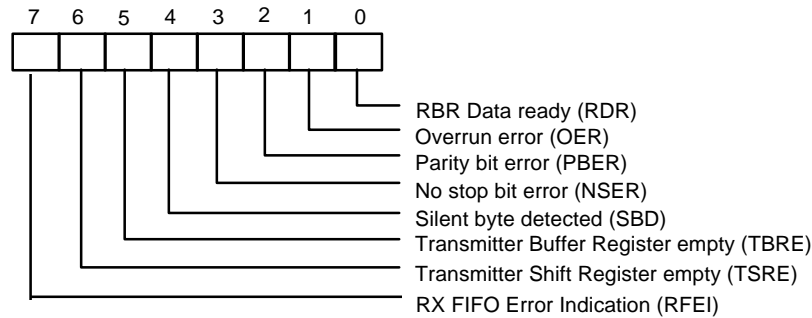 7 6 5 4 3 2 1 0
RBR Data ready (RDR)
Overrun error (OER)
Parity bit error (PBER)
No stop bit error (NSER)
Silent byte detected (SBD)
Transmitter Buffer Register empty (TBRE)
Transmitter Shift Register empty (TSRE)
RX FIFO Error Indication (RFEI)